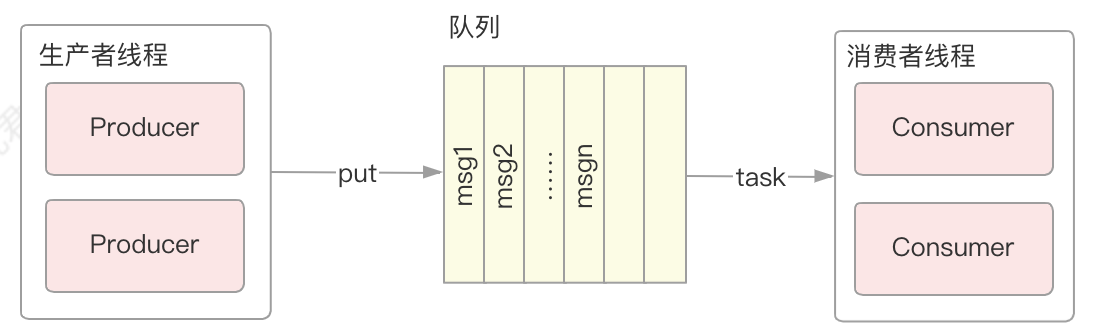 生产者线程
Producer
Producer
put
队列
msg1
msg2
......
msgn
task
消费者线程
Consumer
Consumer